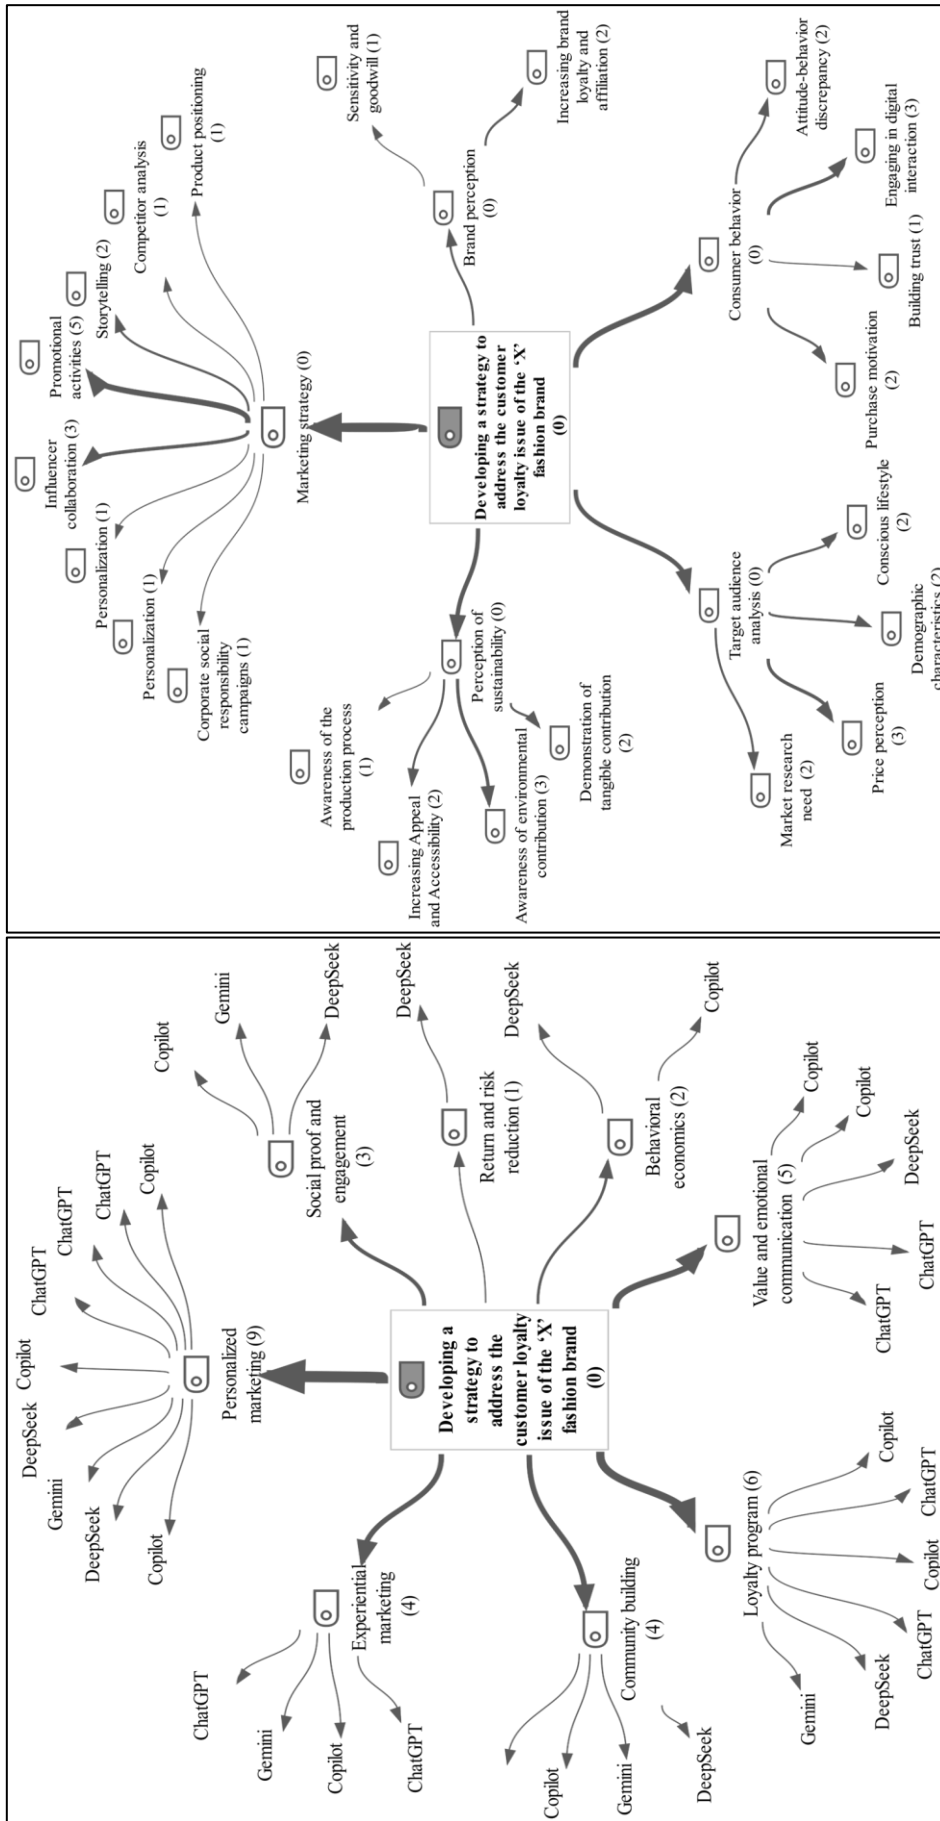 ChatGPT
ChatGPT
ChatGPT
Copilot
Copilot
DeepSeek
Gemini
DeepSeek
Copilot
Personalized
marketing (9)
Copilot
Gemini
DeepSeek
Social proof and
engagement
(3)
DeepSeek
Return and risk
reduction (1)
DeepSeek
Copilot
Behavioral
economics (2)
Developing a
strategy to
address the
customer loyalty
issue of the ‘X’
fashion brand
(0)
ChatGPT
Gemini
Copilot
ChatGPT
Experiential
marketing
(4)
Copilot
Gemini
DeepSeek
Community building
(4)
Value and emotional
communication (5)
Copilot
Copilot
DeepSeek
ChatGPT
ChatGPT
Loyalty program (6)
Copilot
ChatGPT
Copilot
ChatGPT
DeepSeek
Gemini
Corporate social
responsibility
campaigns (1)
Personalization (1)
Personalization (1)
Influencer
collaboration (3)
Promotional
activities (5)
Storytelling (2)
Competitor analysis
(1)
Product positioning
(1)
Marketing strategy (0)
Sensitivity and
goodwill (1)
Brand perception
(0)
Increasing brand
loyalty and
affiliation (2)
Developing a strategy to
address the customer
loyalty issue of the ‘X’
fashion brand
(0)
Awareness of the
production process
(1)
Increasing Appeal
and Accessibility (2)
Perception of
sustainability (0)
Awareness of environmental
contribution (3)
Demonstration of
tangible contribution
(2)
Consumer behavior
(0)
Attitude-behavior
discrepancy (2)
Engaging in digital
interaction (3)
Building trust (1)
Purchase motivation
(2)
Target audience
analysis (0)
Market research
need (2)
Price perception
(3)
Demographic
characteristics (2)
Conscious lifestyle
(2)